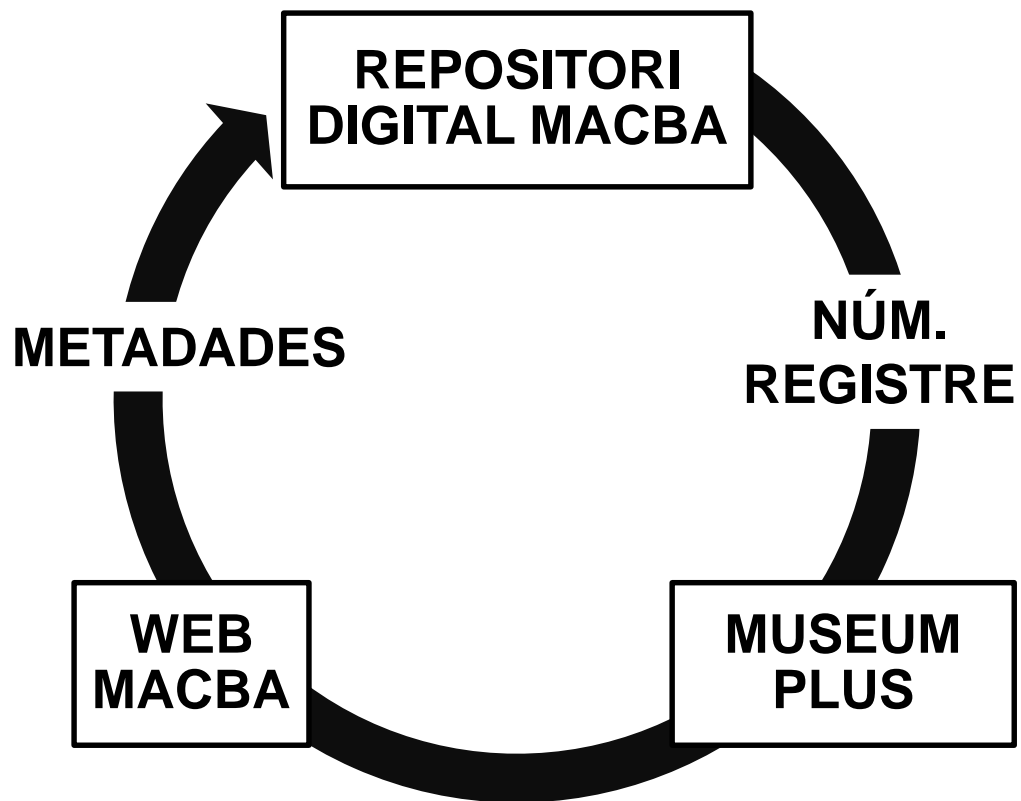 REPOSITORI
DIGITAL MACBA
METADADES
NÚM.
REGISTRE
WEB
MACBA
MUSEUM
PLUS